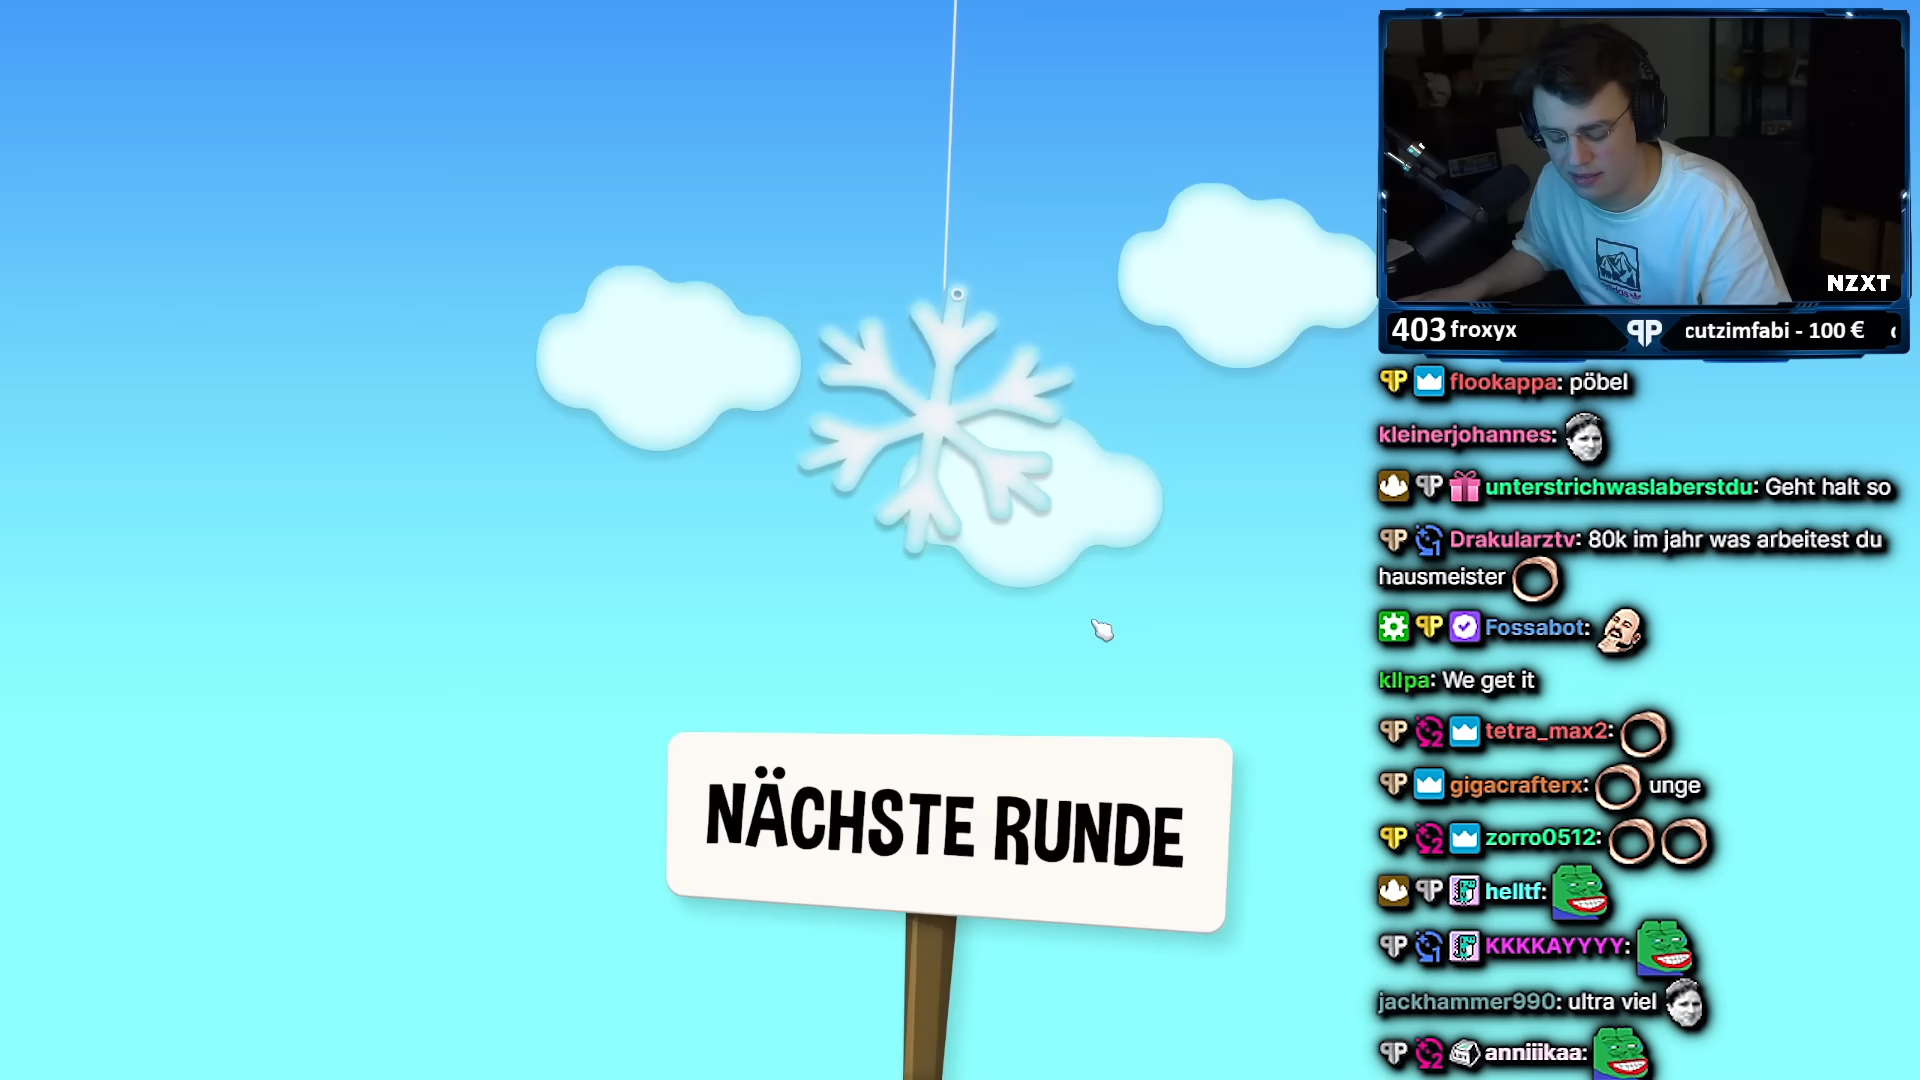 NZXT
403 froxyx
cutzimfabi - 100 €
flookappa: pöbel
kleinerjohannes:
unterstrichwaslaberstdu: Geht halt so
Drakularztv: 80k im jahr was arbeitest du
hausmeister
Fossabot:
kllpa: We get it
tetra_max2:
gigacrafterx: unge
zorro0512:
helltf:
KKKKAYYYY:
jackhammer990: ultra viel
anniiikaa:
NÄCHSTE RUNDE